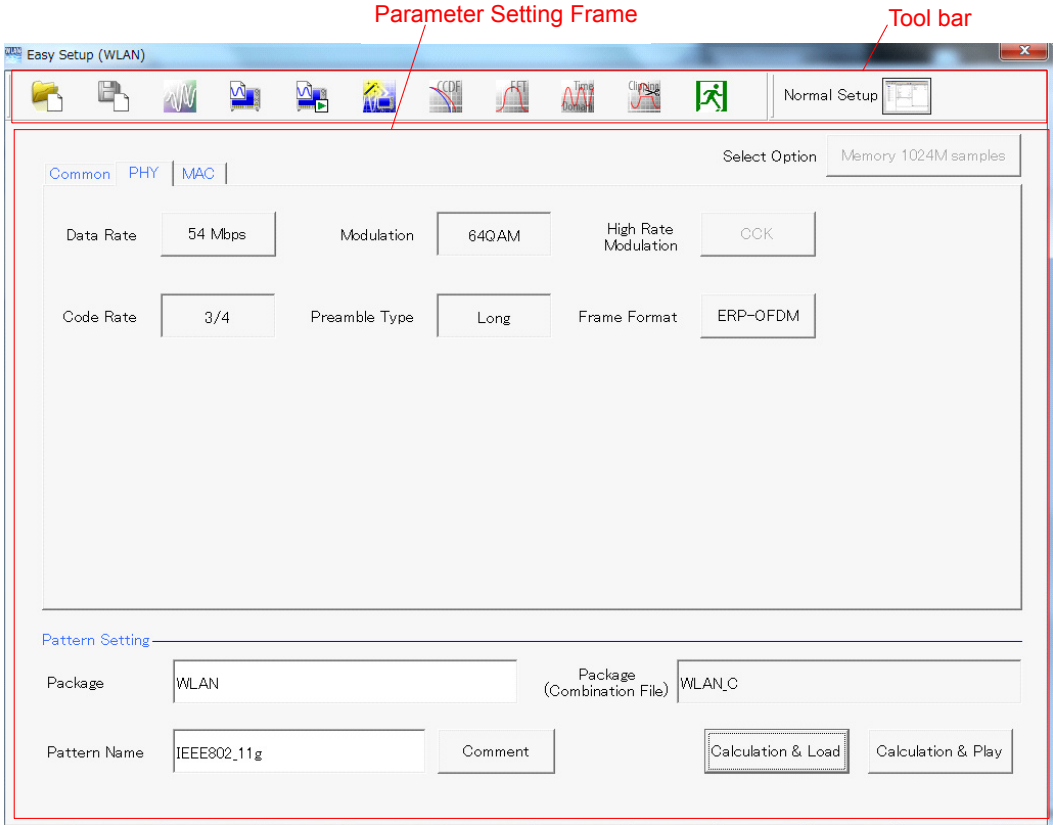 Parameter Setting Frame
Tool bar
WLAN Easy Setup (WLAN)
x
CCDF
FFT
Time Domain
Clipping
Normal Setup
Select Option Memory 1024M samples
Common PHY MAC
Data Rate 54 Mbps Modulation 64QAM High Rate Modulation CCK
Code Rate 3/4 Preamble Type Long Frame Format ERP-OFDM
Pattern Setting
Package WLAN Package (Combination File) WLAN_C
Pattern Name IEEE802_11g Comment Calculation & Load Calculation & Play